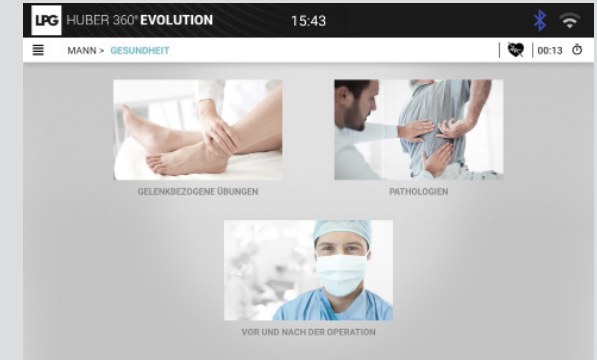 LPG HUBER 360° EVOLUTION 15:43
MANN > GESUNDHEIT 00:13
GELENKBEZOGENE ÜBUNGEN
PATHOLOGIEN
VOR UND NACH DER OPERATION